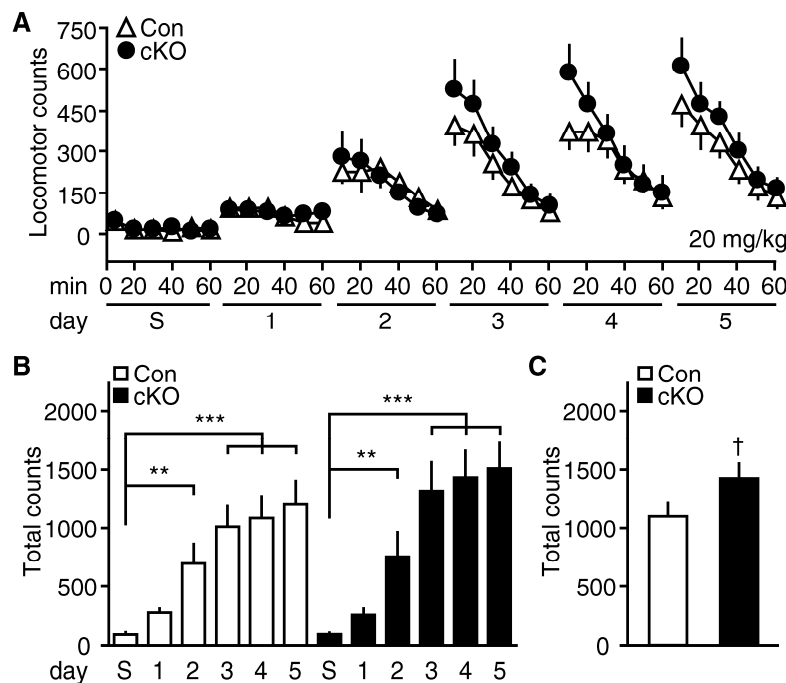 A
Con
cKO
Locomotor counts
750
600
450
300
150
0
20 mg/kg
min 0 20 40 60 20 40 60 20 40 60 20 40 60 20 40 60 20 40 60
day S 1 2 3 4 5
B
Con
cKO
Total counts
2000
1500
1000
500
0
***
**
***
**
day S 1 2 3 4 5 S 1 2 3 4 5
C
Con
cKO
Total counts
2000
1500
1000
500
0
†